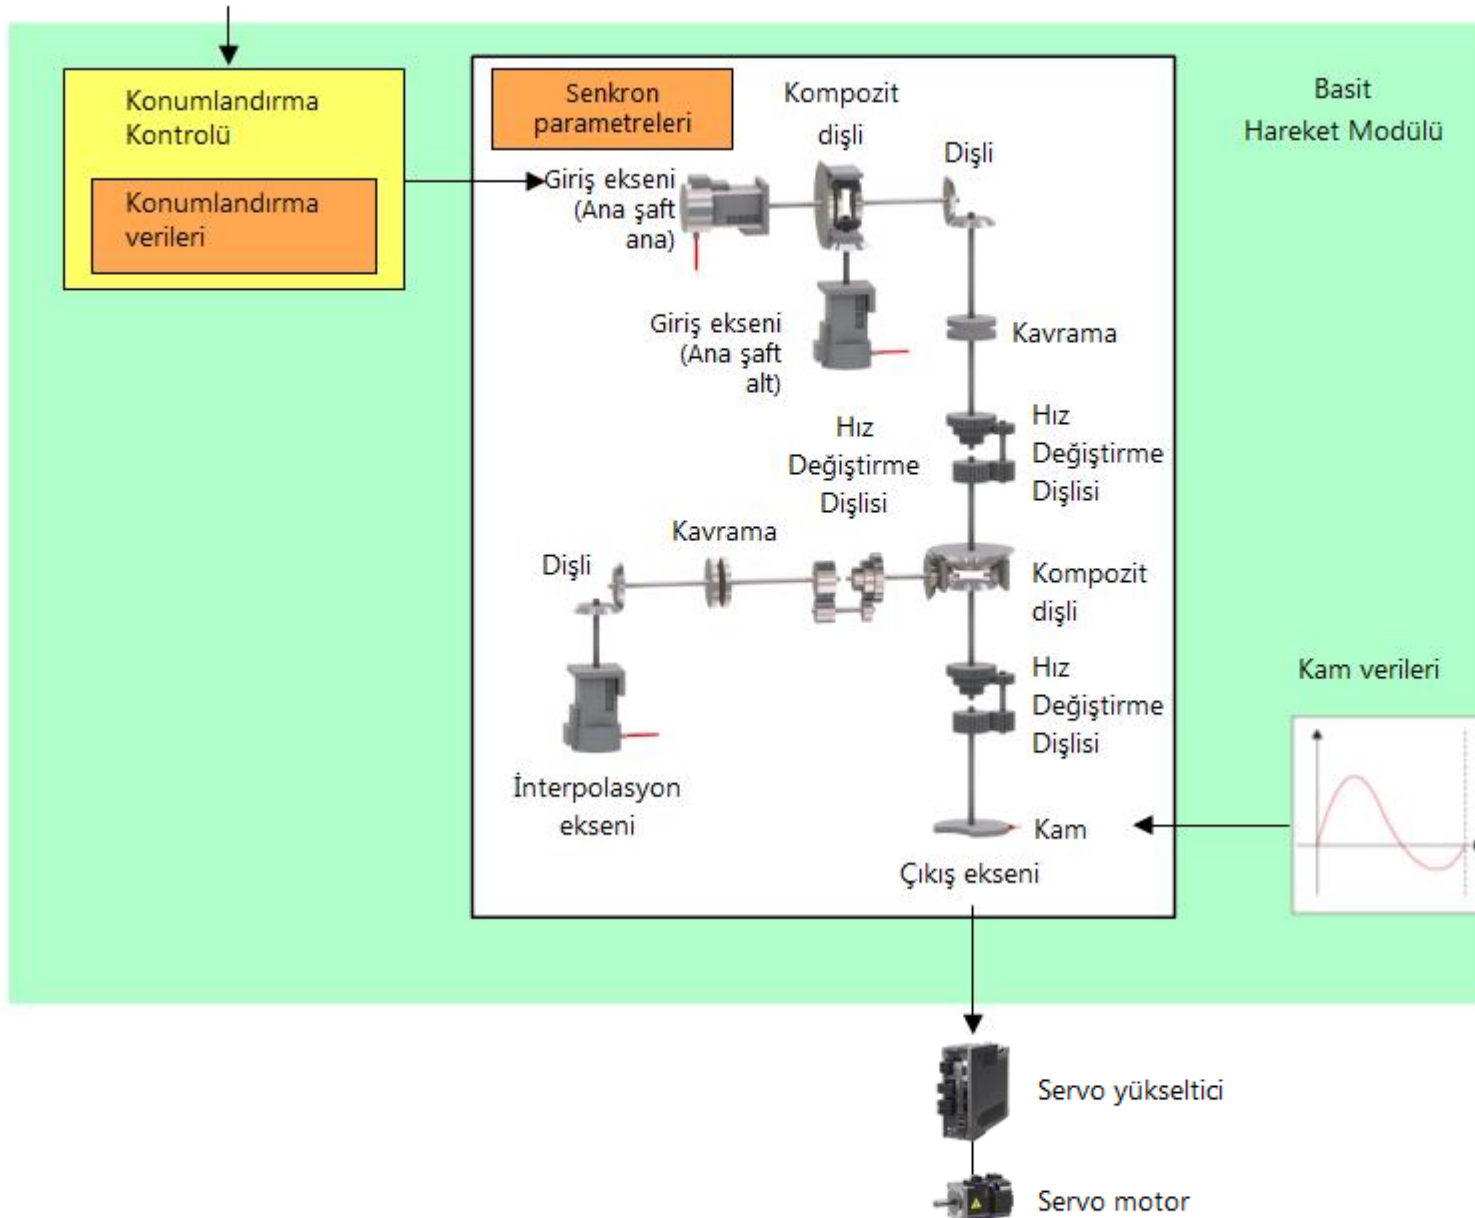 Konumlandırma
Kontrolü
Konumlandırma
verileri
Senkron
parametreleri
Kompozit
dişli
Dişli
Giriş ekseni
(Ana şaft
ana)
Giriş ekseni
(Ana şaft
alt)
Kavrama
Hız
Değiştirme
Dişlisi
Hız
Değiştirme
Dişlisi
Kavrama
Dişli
Kompozit
dişli
Hız
Değiştirme
Dişlisi
İnterpolasyon
ekseni
Kam
Çıkış ekseni
Basit
Hareket Modülü
Kam verileri
Servo yükseltici
Servo motor